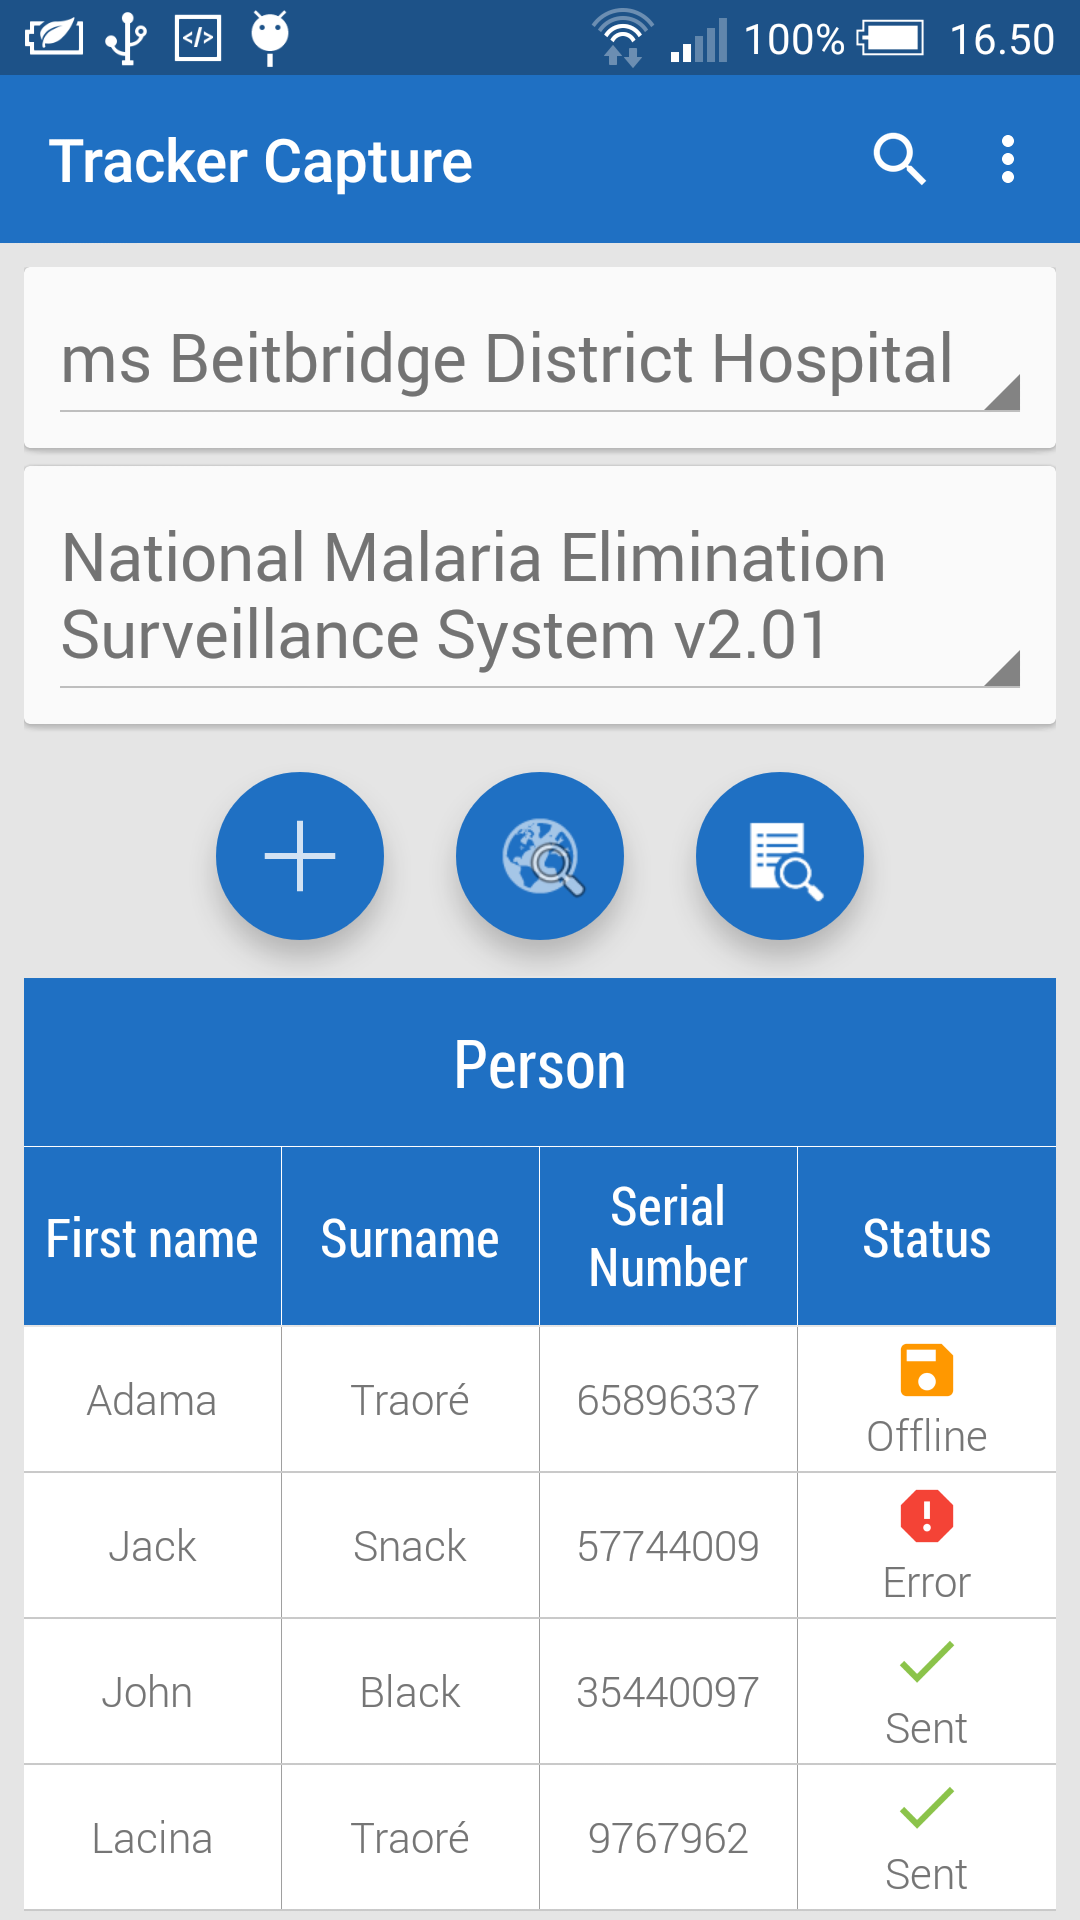 100% 16.50
Tracker Capture
ms Beitbridge District Hospital
National Malaria Elimination
Surveillance System v2.01
Person
First name Surname Serial Number Status
Adama Traoré 65896337 Offline
Jack Snack 57744009 Error
John Black 35440097 Sent
Lacina Traoré 9767962 Sent